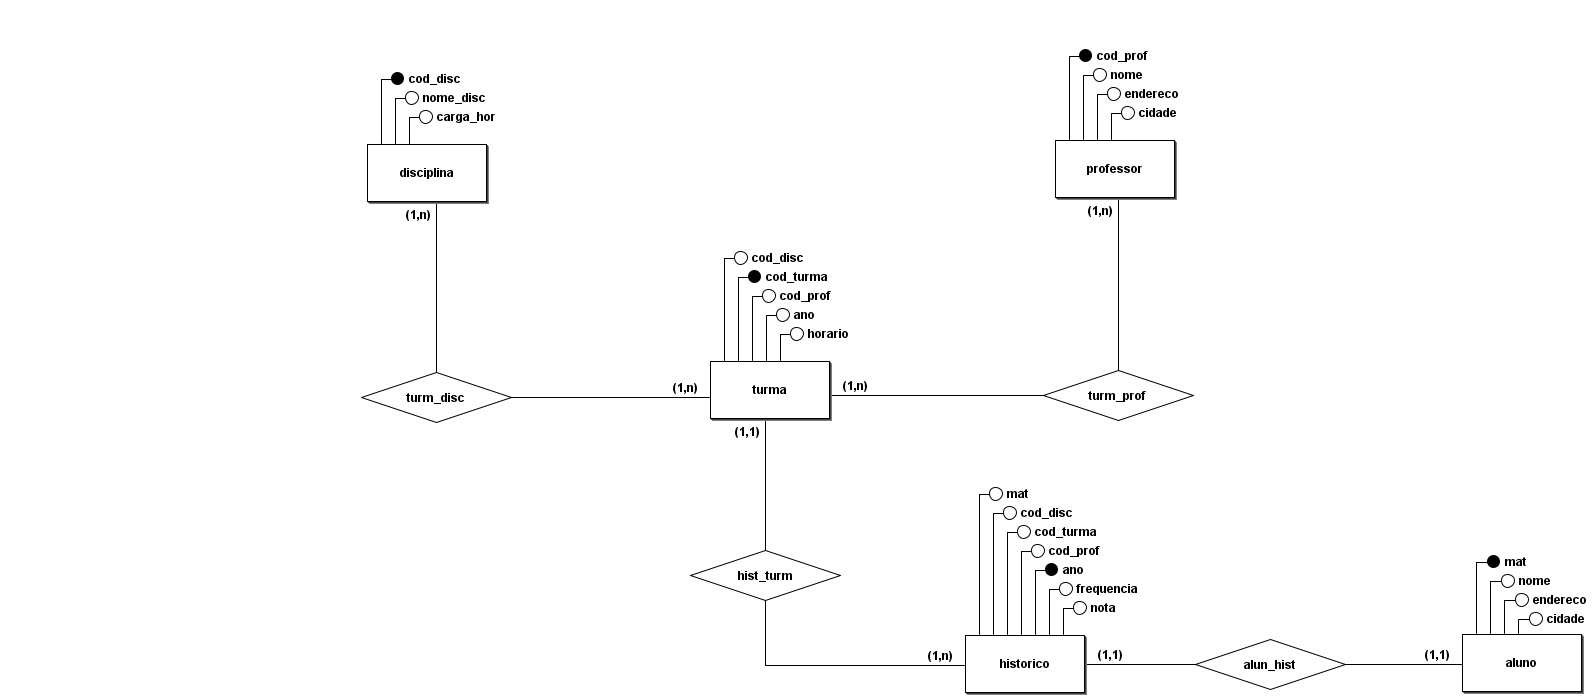 cod_disc
nome_disc
carga_hor
disciplina
(1,n)
cod_prof
nome
endereco
cidade
professor
(1,n)
cod_disc
cod_turma
cod_prof
ano
horario
turm_disc
(1,n)
turma
(1,n)
turm_prof
(1,1)
hist_turm
mat
cod_disc
cod_turma
cod_prof
ano
frequencia
nota
(1,n)
historico
(1,1)
alun_hist
mat
nome
endereco
cidade
(1,1)
aluno